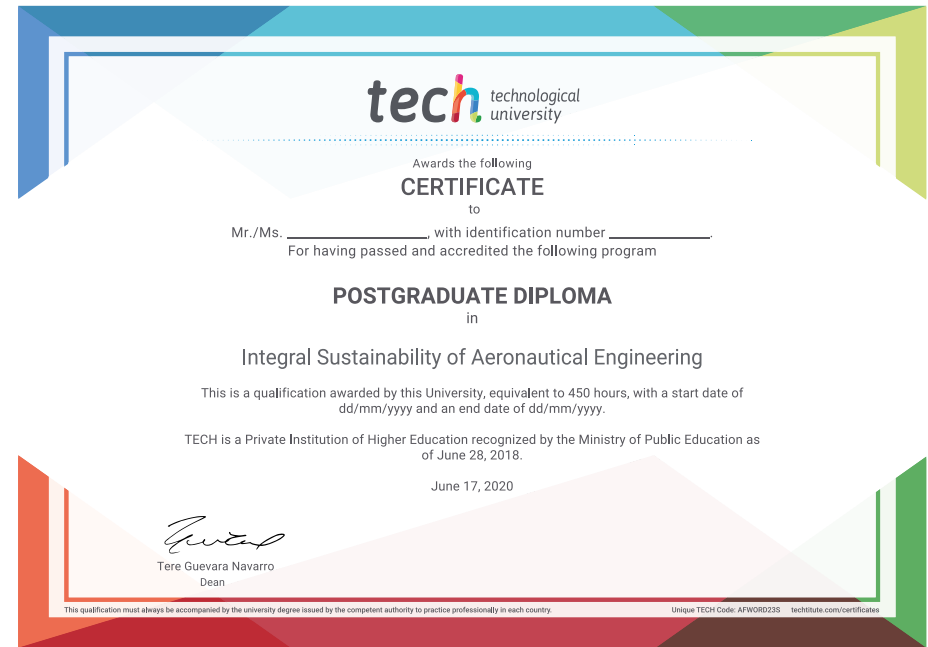 tech technological
university
Awards the following
CERTIFICATE
to
Mr./Ms. ____________________, with identification number ______________.
For having passed and accredited the following program
POSTGRADUATE DIPLOMA
in
Integral Sustainability of Aeronautical Engineering
This is a qualification awarded by this University, equivalent to 450 hours, with a start date of
dd/mm/yyyy and an end date of dd/mm/yyyy.
TECH is a Private Institution of Higher Education recognized by the Ministry of Public Education as
of June 28, 2018.
June 17, 2020
Tere Guevara Navarro
Dean
This qualification must always be accompanied by the university degree issued by the competent authority to practice professionally in each country. Unique TECH Code: AFWORD23S techtitute.com/certificates